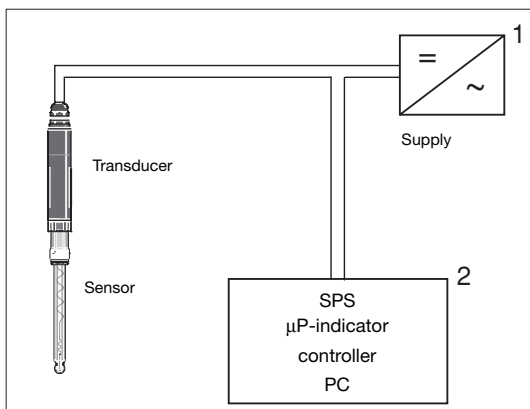 1
=
~
Supply
Transducer
Sensor
2
SPS
µP-indicator
controller
PC